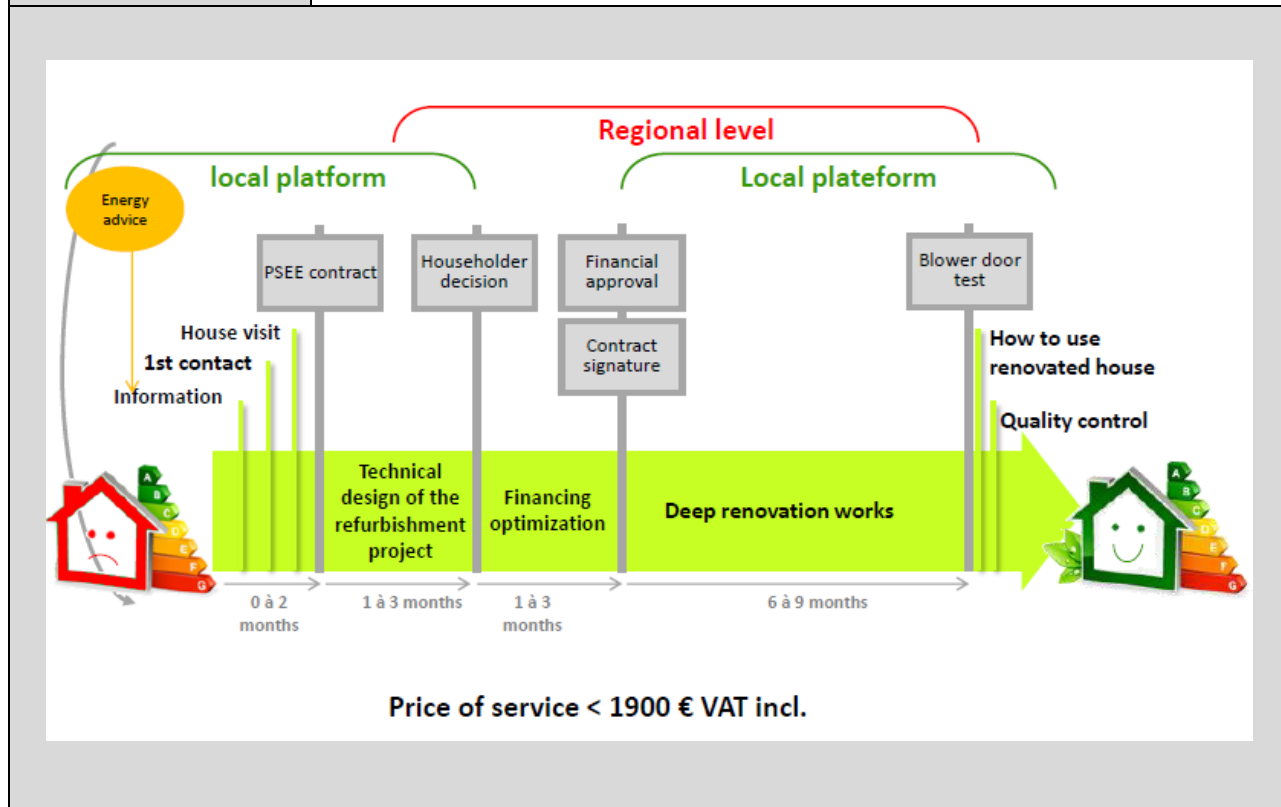 Regional level
local platform
Local plateform
Energy
advice
PSEE contract
Householder
decision
Financial
approval
Contract
signature
Blower door
test
House visit
1st contact
Information
How to use
renovated house
Quality control
Technical
design of the
refurbishment
project
Financing
optimization
Deep renovation works
A
B
C
D
E
F
G
A
B
C
D
E
F
G
0 à 2
months
1 à 3 months
1 à 3
months
6 à 9 months
Price of service < 1900 € VAT incl.